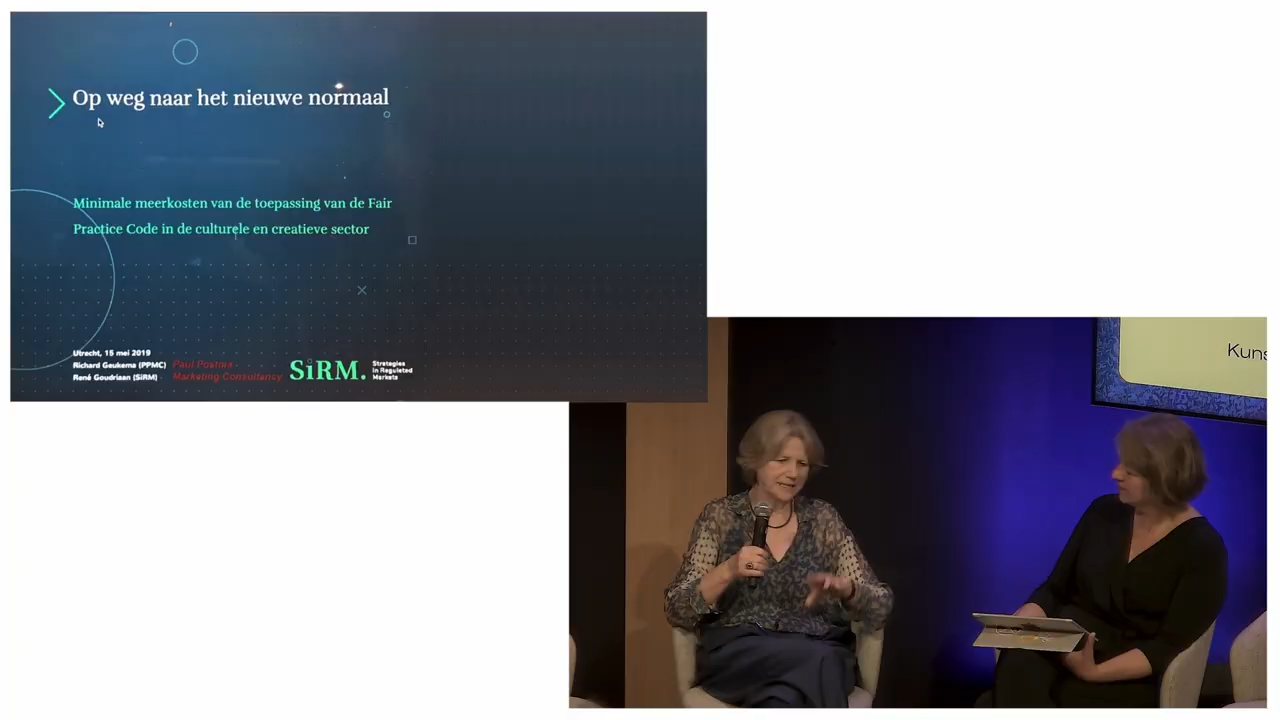 Op weg naar het nieuwe normaal
Minimale meerkosten van de toepassing van de Fair
Practice Code in de culturele en creatieve sector
Utrecht, 15 mei 2019
Richard Geukema (PPMC)
René Goudriaan (SiRM)
Paul Postma
Marketing Consultancy
SiRM.
Strategies
in Regulated
Markets
Kuns